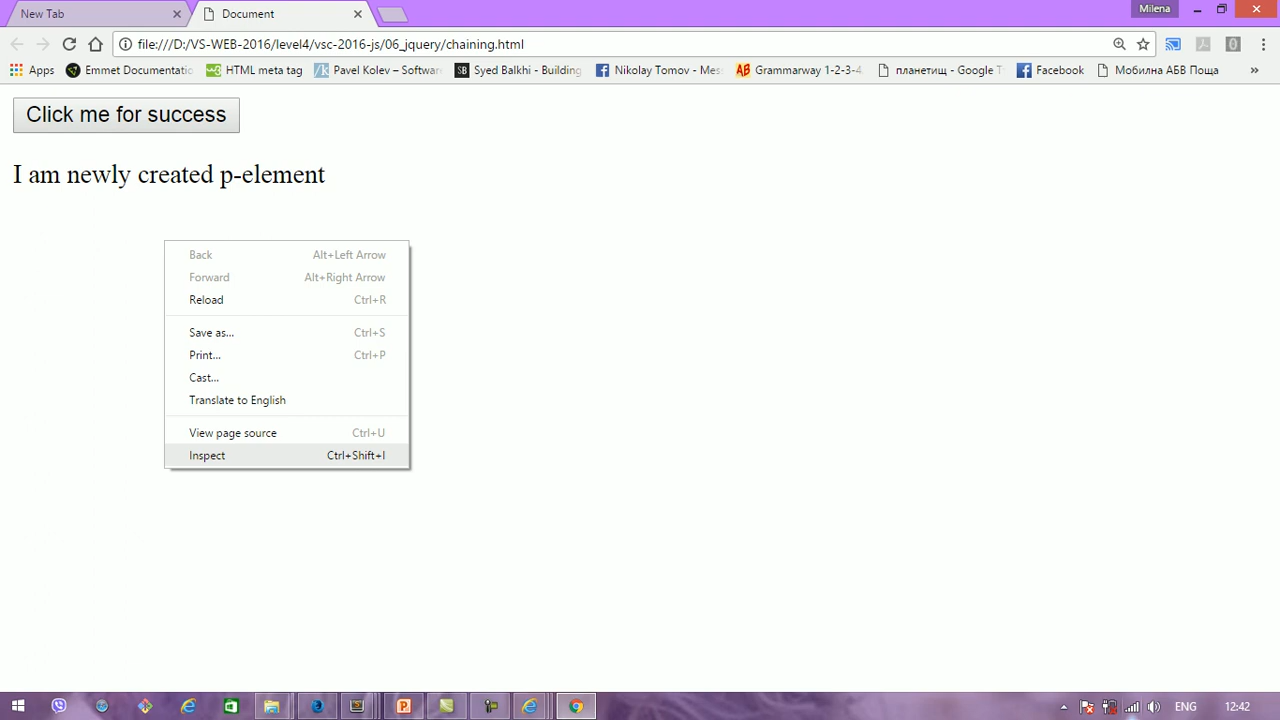 New Tab
Document
Milena
file:///D:/VS-WEB-2016/level4/vsc-2016-js/06_jquery/chaining.html
Apps
Emmet Documentatio
HTML meta tag
Pavel Kolev – Softwar
Syed Balkhi - Building
Nikolay Tomov - Mes
Grammarway 1-2-3-4
планетищ - Google T
Facebook
Мобилна АБВ Поща
»
Click me for success
I am newly created p-element
Back Alt+Left Arrow
Forward Alt+Right Arrow
Reload Ctrl+R
Save as... Ctrl+S
Print... Ctrl+P
Cast...
Translate to English
View page source Ctrl+U
Inspect Ctrl+Shift+I
ENG
12:42